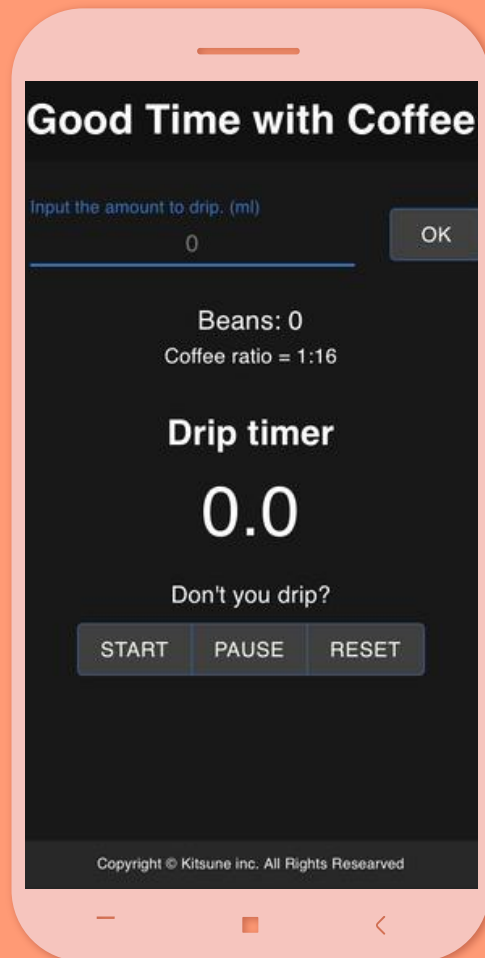 Good Time with Coffee
Input the amount to drip. (ml)
0
OK
Beans: 0
Coffee ratio = 1:16
Drip timer
0.0
Don't you drip?
START PAUSE RESET
Copyright © Kitsune inc. All Rights Researved